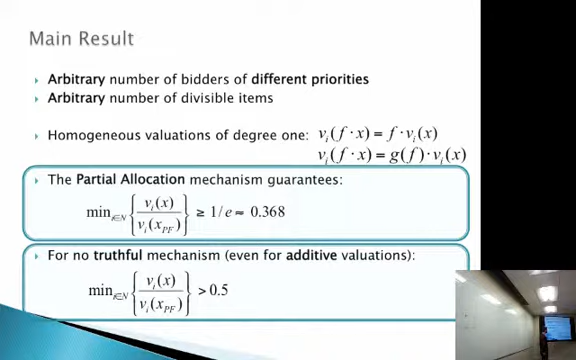 Main Result
Arbitrary number of bidders of different priorities
Arbitrary number of divisible items
Homogeneous valuations of degree one: v_i(f · x) = f · v_i(x)
v_i(f · x) = g(f) · v_i(x)
The Partial Allocation mechanism guarantees:
min_{i∈N} { v_i(x) / v_i(x_PF) } ≥ 1/e ≈ 0.368
For no truthful mechanism (even for additive valuations):
min_{i∈N} { v_i(x) / v_i(x_PF) } > 0.5